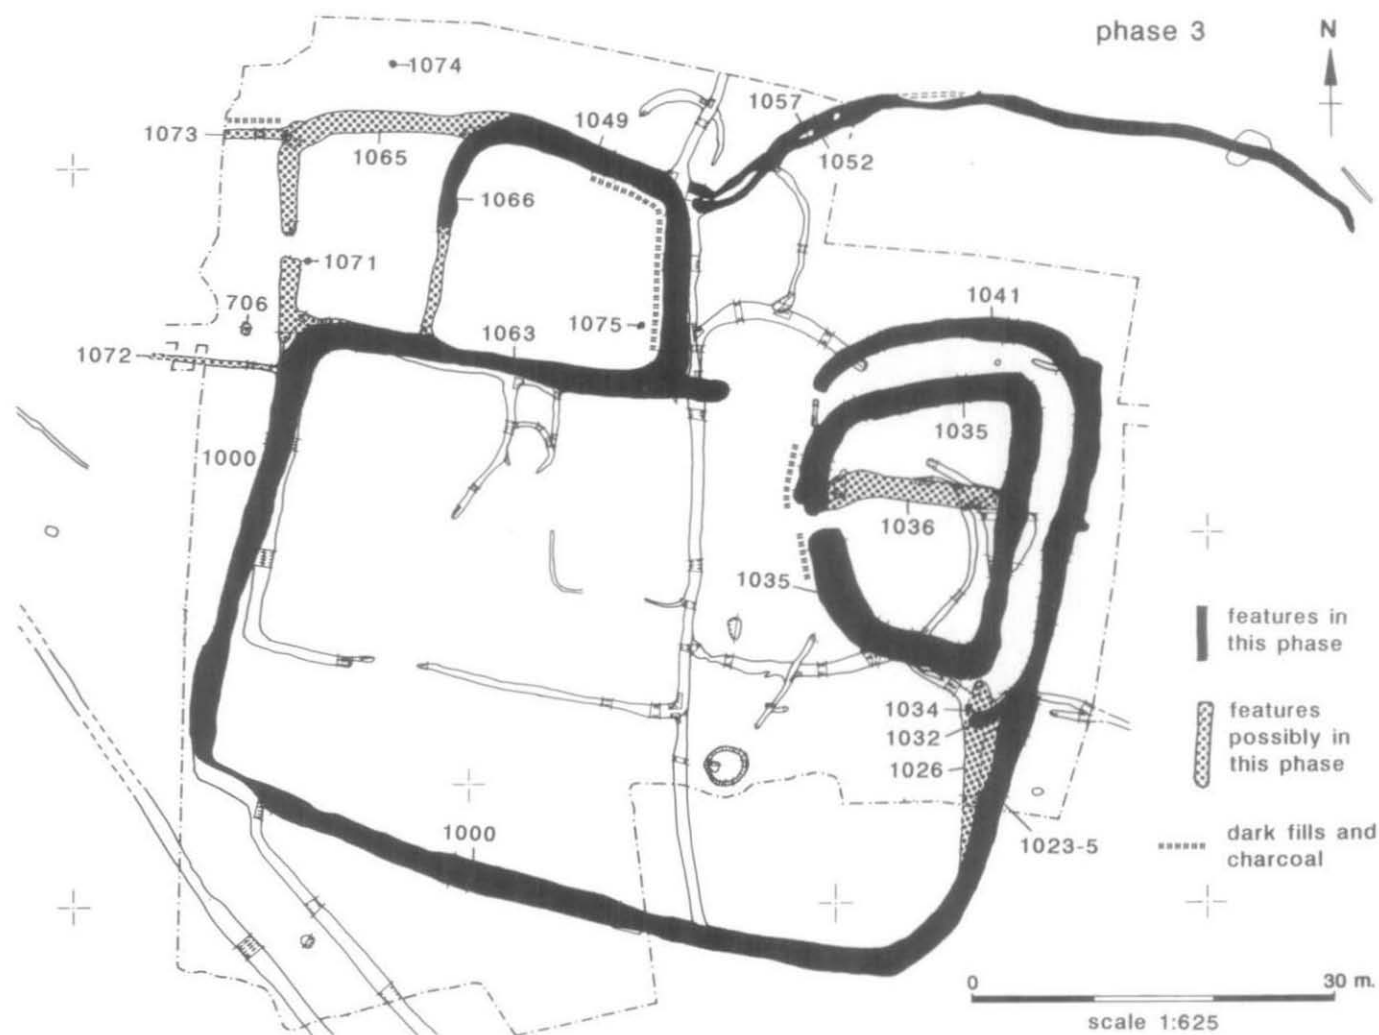 phase 3
N
1074
1057
1073
1049
1052
1065
1066
1071
1041
706
1075
1063
1072
1035
1000
1036
1035
features in
this phase
1034
features
possibly in
this phase
1032
1026
1000
dark fills and
charcoal
1023-5
0
30 m.
scale 1:625